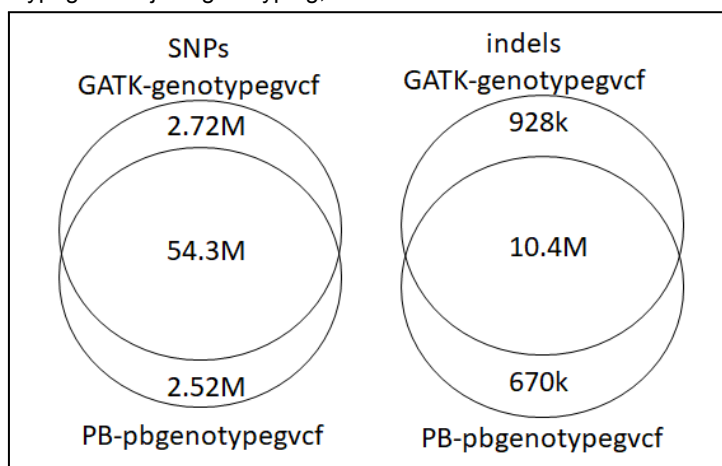 SNPs
GATK-genotypegvcf
2.72M
54.3M
2.52M
PB-pbgenotypegvcf
indels
GATK-genotypegvcf
928k
10.4M
670k
PB-pbgenotypegvcf